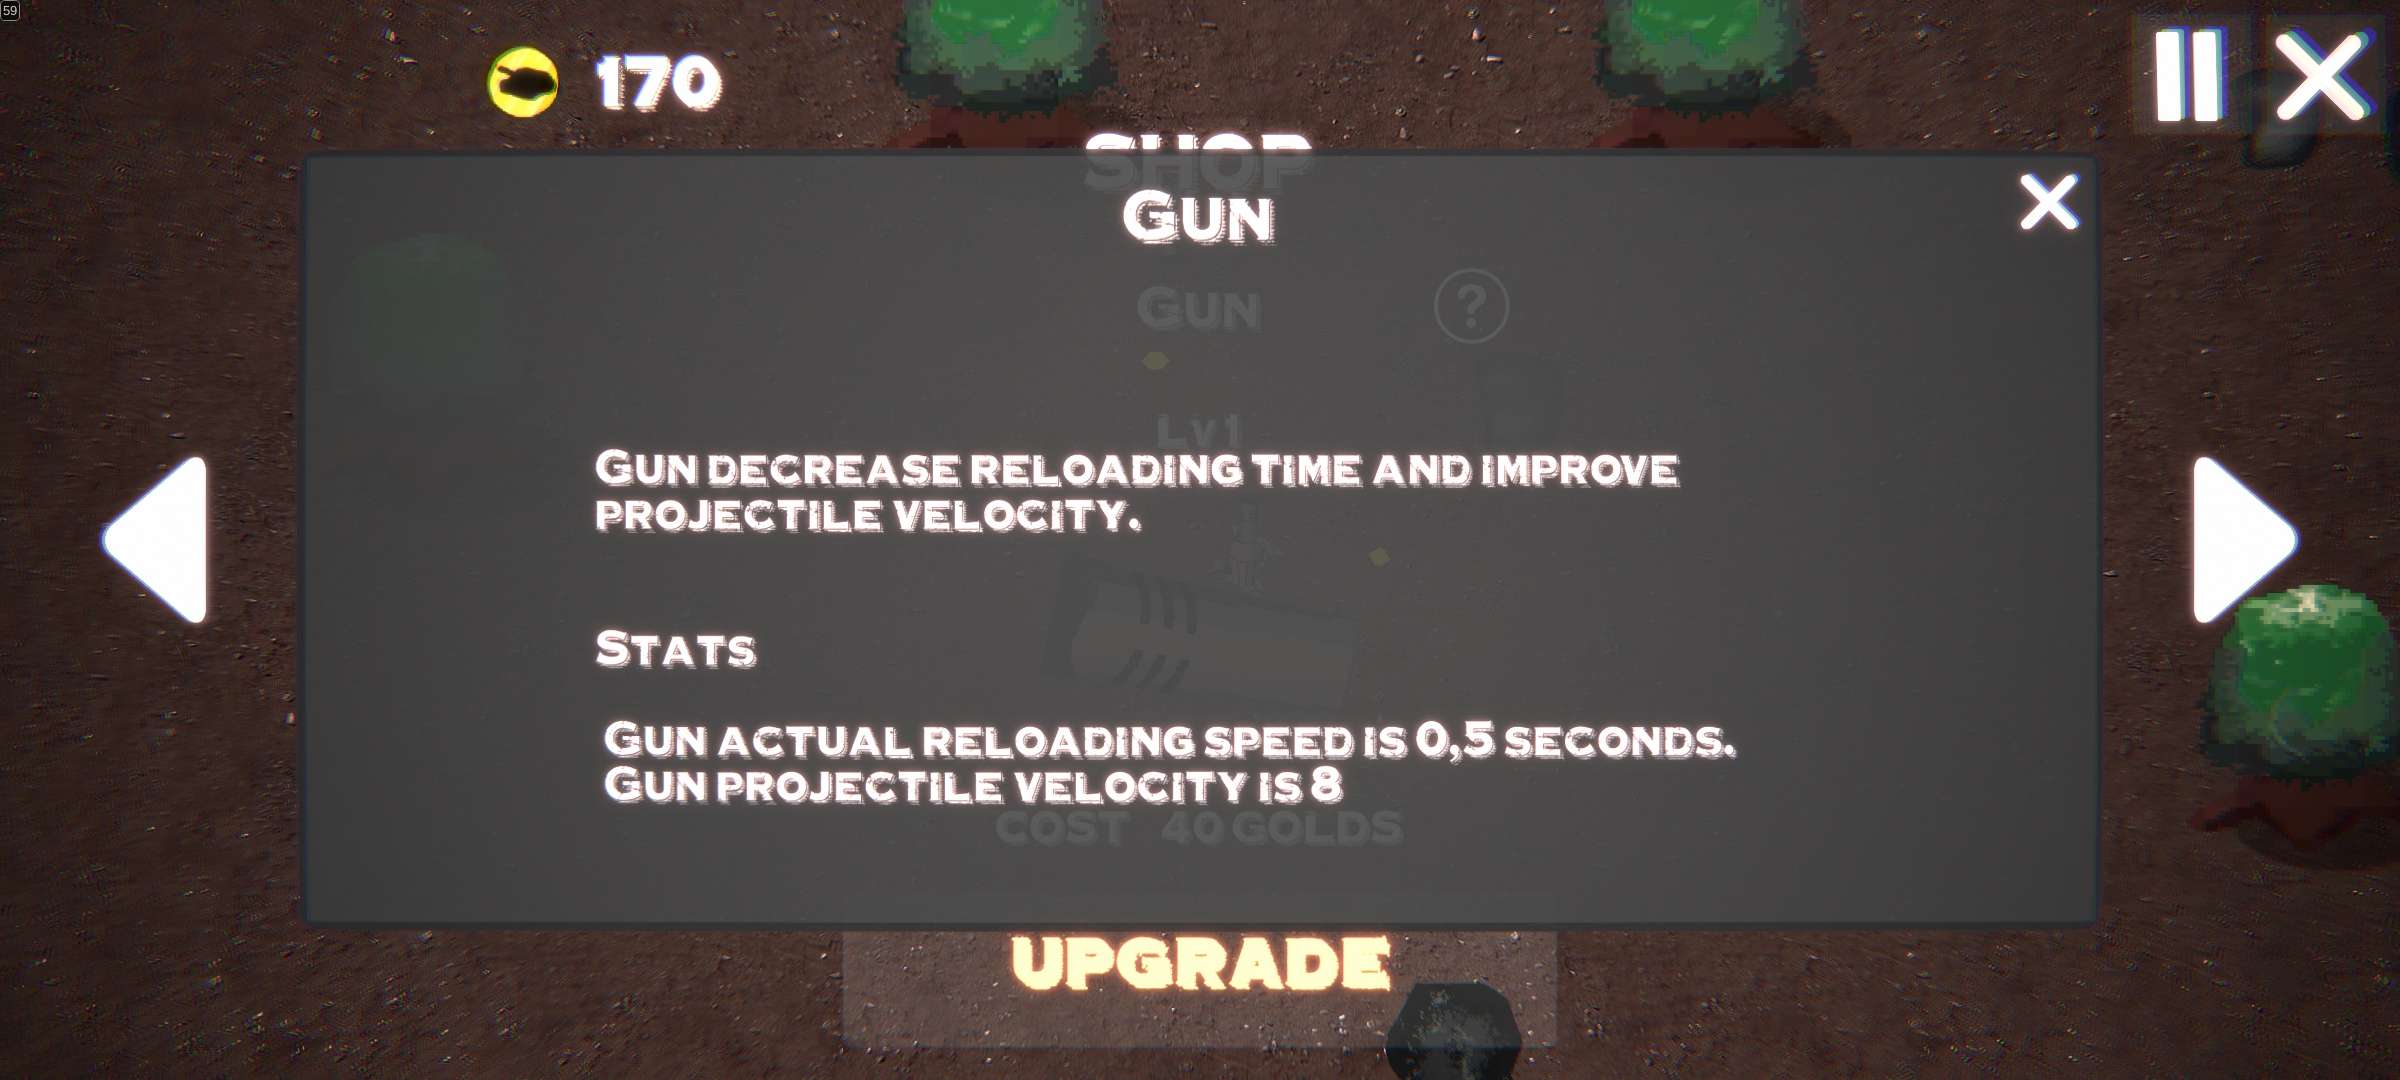 59
170
SHOP
GUN
GUN
?
LV1
GUN DECREASE RELOADING TIME AND IMPROVE
PROJECTILE VELOCITY.
STATS
GUN ACTUAL RELOADING SPEED IS 0,5 SECONDS.
GUN PROJECTILE VELOCITY IS 8
COST 40 GOLDS
UPGRADE